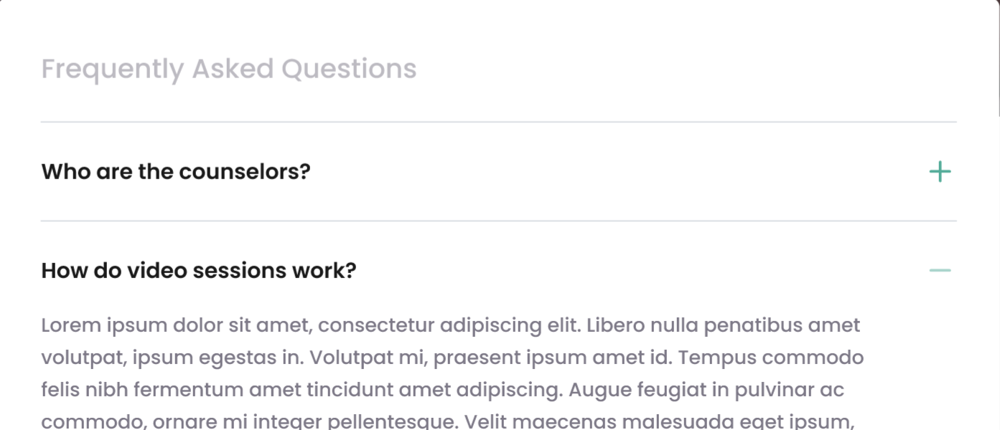 Frequently Asked Questions
Who are the counselors?
How do video sessions work?
Lorem ipsum dolor sit amet, consectetur adipiscing elit. Libero nulla penatibus amet
volutpat, ipsum egestas in. Volutpat mi, praesent ipsum amet id. Tempus commodo
felis nibh fermentum amet tincidunt amet adipiscing. Augue feugiat in pulvinar ac
commodo, ornare mi integer pellentesque. Velit maecenas malesuada eget ipsum,